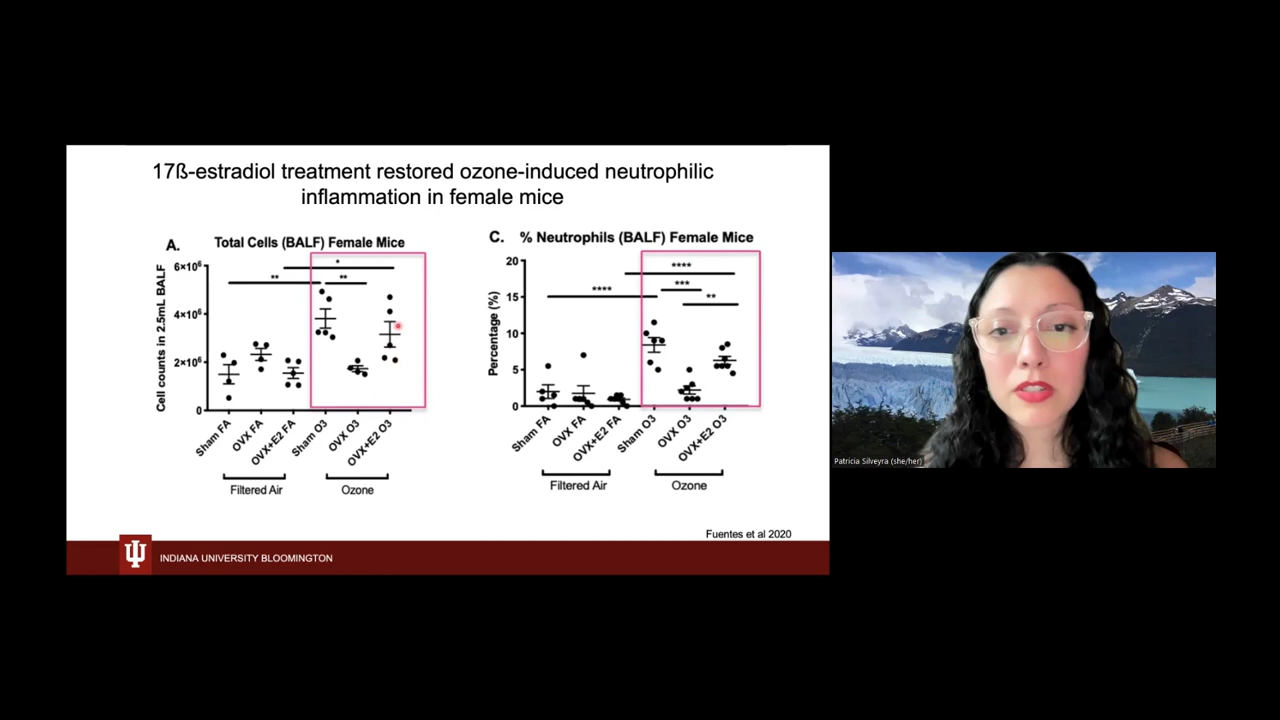 17ß-estradiol treatment restored ozone-induced neutrophilic
inflammation in female mice
A.
Total Cells (BALF) Female Mice
Cell counts in 2.5mL BALF
6×10⁶
4×10⁶
2×10⁶
0
*
**
**
Sham FA
OVX FA
OVX+E2 FA
Sham O3
OVX O3
OVX+E2 O3
Filtered Air
Ozone
C.
% Neutrophils (BALF) Female Mice
Percentage (%)
20
15
10
5
0
****
***
****
**
Sham FA
OVX FA
OVX+E2 FA
Sham O3
OVX O3
OVX+E2 O3
Filtered Air
Ozone
Fuentes et al 2020
INDIANA UNIVERSITY BLOOMINGTON
Patricia Silveyra (she/her)